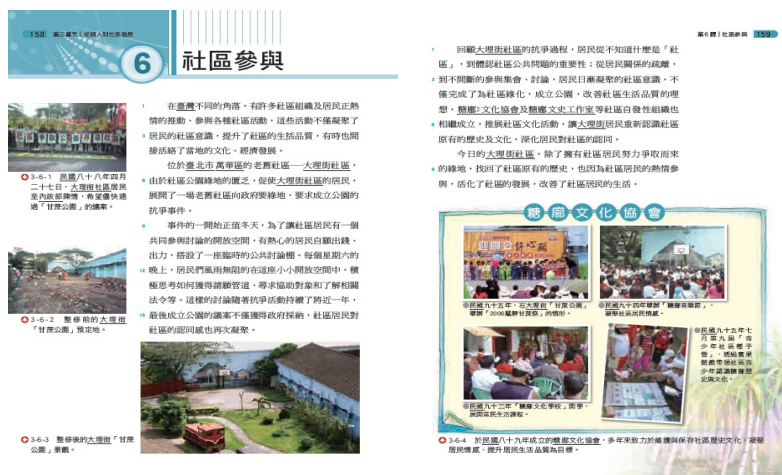 158 第三單元｜從個人到社區發展
6 社區參與
1 在臺灣不同的角落，有許多社區組織及居民正熱
情的推動、參與各種社區活動，這些活動不僅凝聚了
3 居民的社區意識，提升了社區的生活品質，有時也間
接活絡了當地的文化、經濟發展。
位於臺北市 萬華區的老舊社區——大理街社區，
6 由於社區公園綠地的匱乏，促使大理街社區的居民，
展開了一場老舊社區向政府要綠地，要求成立公園的
抗爭事件。
9 事件的一開始正值冬天，為了讓社區居民有一個
共同參與討論的開放空間，有熱心的居民自願出錢、
出力，搭設了一座臨時的公共討論棚。每個星期六的
12 晚上，居民們風雨無阻的在這座小小開放空間中，積
極思考如何獲得請願管道、尋求協助對象和了解相關
法令等。這樣的討論隨著抗爭活動持續了將近一年，
15 最後成立公園的議案不僅獲得政府採納，社區居民對
社區的認同感也再次凝聚。
3-6-1 民國八十八年四月
二十七日，大理街社區居民
至內政部陳情，希望儘快通
過「甘蔗公園」的議案。
3-6-2 整修前的大理街
「甘蔗公園」預定地。
3-6-3 整修後的大理街「甘蔗
公園」景觀。
第6課｜社區參與 159
1 回顧大理街社區的抗爭過程，居民從不知道什麼是「社
區」，到體認社區公共問題的重要性；從居民關係的疏離，
3 到不間斷的參與集會、討論，居民日漸凝聚的社區意識，不
僅完成了為社區綠化，成立公園，改善社區生活品質的理
想，糖廍文化協會及糖廍文史工作室等社區自發性組織也
6 相繼成立，推展社區文化活動，讓大理街居民重新認識社區
原有的歷史及文化，深化居民對社區的認同。
今日的大理街社區，除了擁有社區居民努力爭取而來
9 的綠地，找回了社區原有的歷史，也因為社區居民的熱情參
與，活化了社區的發展，改善了社區居民的生活。
糖廍文化協會
民國九十五年，在大理街「甘蔗公園」
舉辦「2006艋舺甘蔗祭」的情形。
民國九十四年舉辦「糖廍音樂節」，
凝聚社區居民情感。
民國九十三年「糖廍文化學校」開學，
展開常民生活課程。
民國九十五年七
月第九屆「青
少年社區種子
營」，透過實果
遊戲帶領社區青
少年認識糖廍歷
史與文化。
3-6-4 於民國八十九年成立的糖廍文化協會，多年來致力於維護與保存社區歷史文化，凝聚
居民情感、提升居民生活品質為目標。